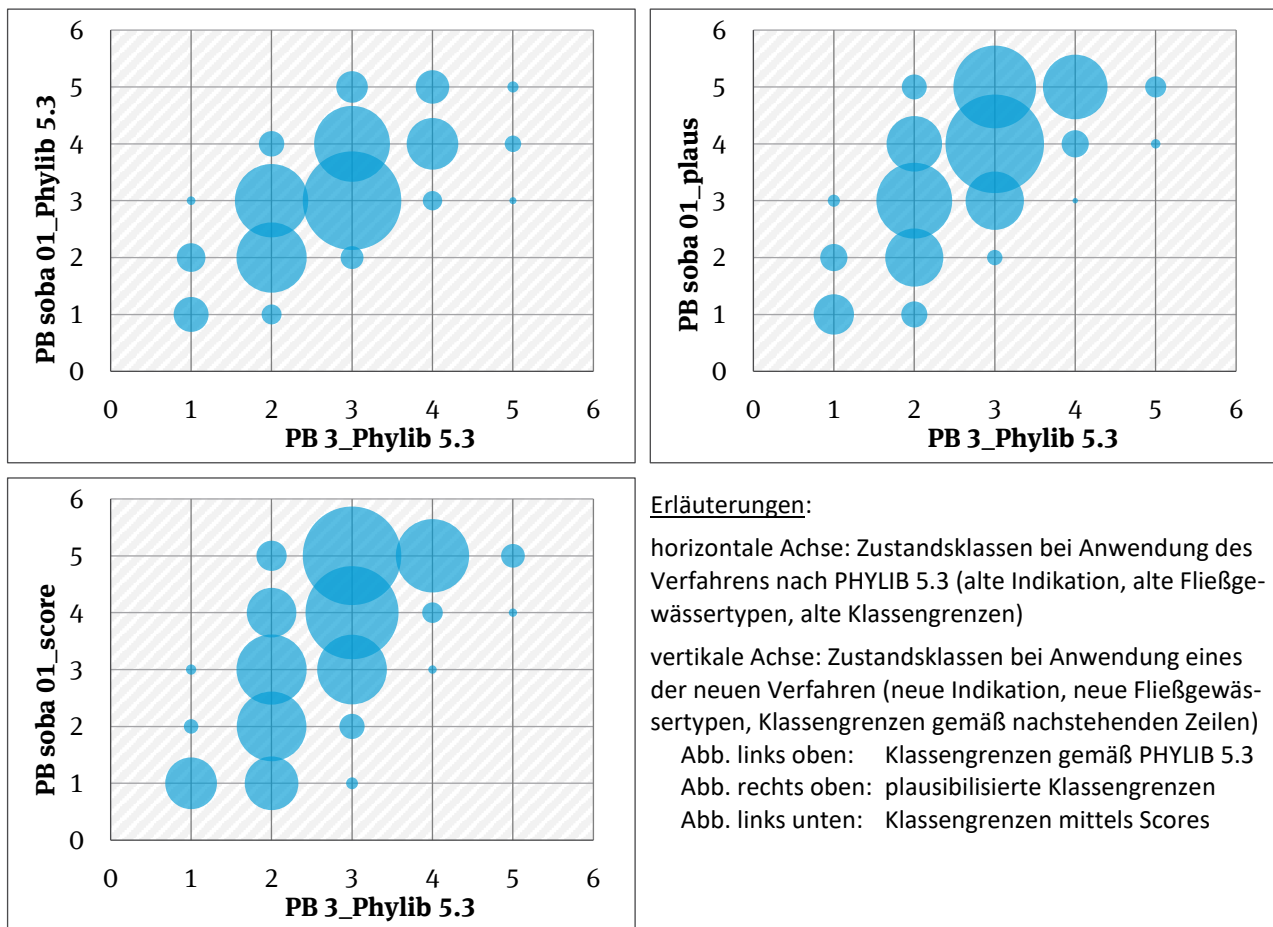 6
5
4
3
2
1
0
PB soba 01_Phylib 5.3
0 1 2 3 4 5 6
PB 3_Phylib 5.3
6
5
4
3
2
1
0
PB soba 01_plaus
0 1 2 3 4 5 6
PB 3_Phylib 5.3
6
5
4
3
2
1
0
PB soba 01_score
0 1 2 3 4 5 6
PB 3_Phylib 5.3
Erläuterungen:
horizontale Achse: Zustandsklassen bei Anwendung des
Verfahrens nach PHYLIB 5.3 (alte Indikation, alte Fließge-
wässertypen, alte Klassengrenzen)
vertikale Achse: Zustandsklassen bei Anwendung eines
der neuen Verfahren (neue Indikation, neue Fließgewäs-
sertypen, Klassengrenzen gemäß nachstehenden Zeilen)
Abb. links oben: Klassengrenzen gemäß PHYLIB 5.3
Abb. rechts oben: plausibilisierte Klassengrenzen
Abb. links unten: Klassengrenzen mittels Scores